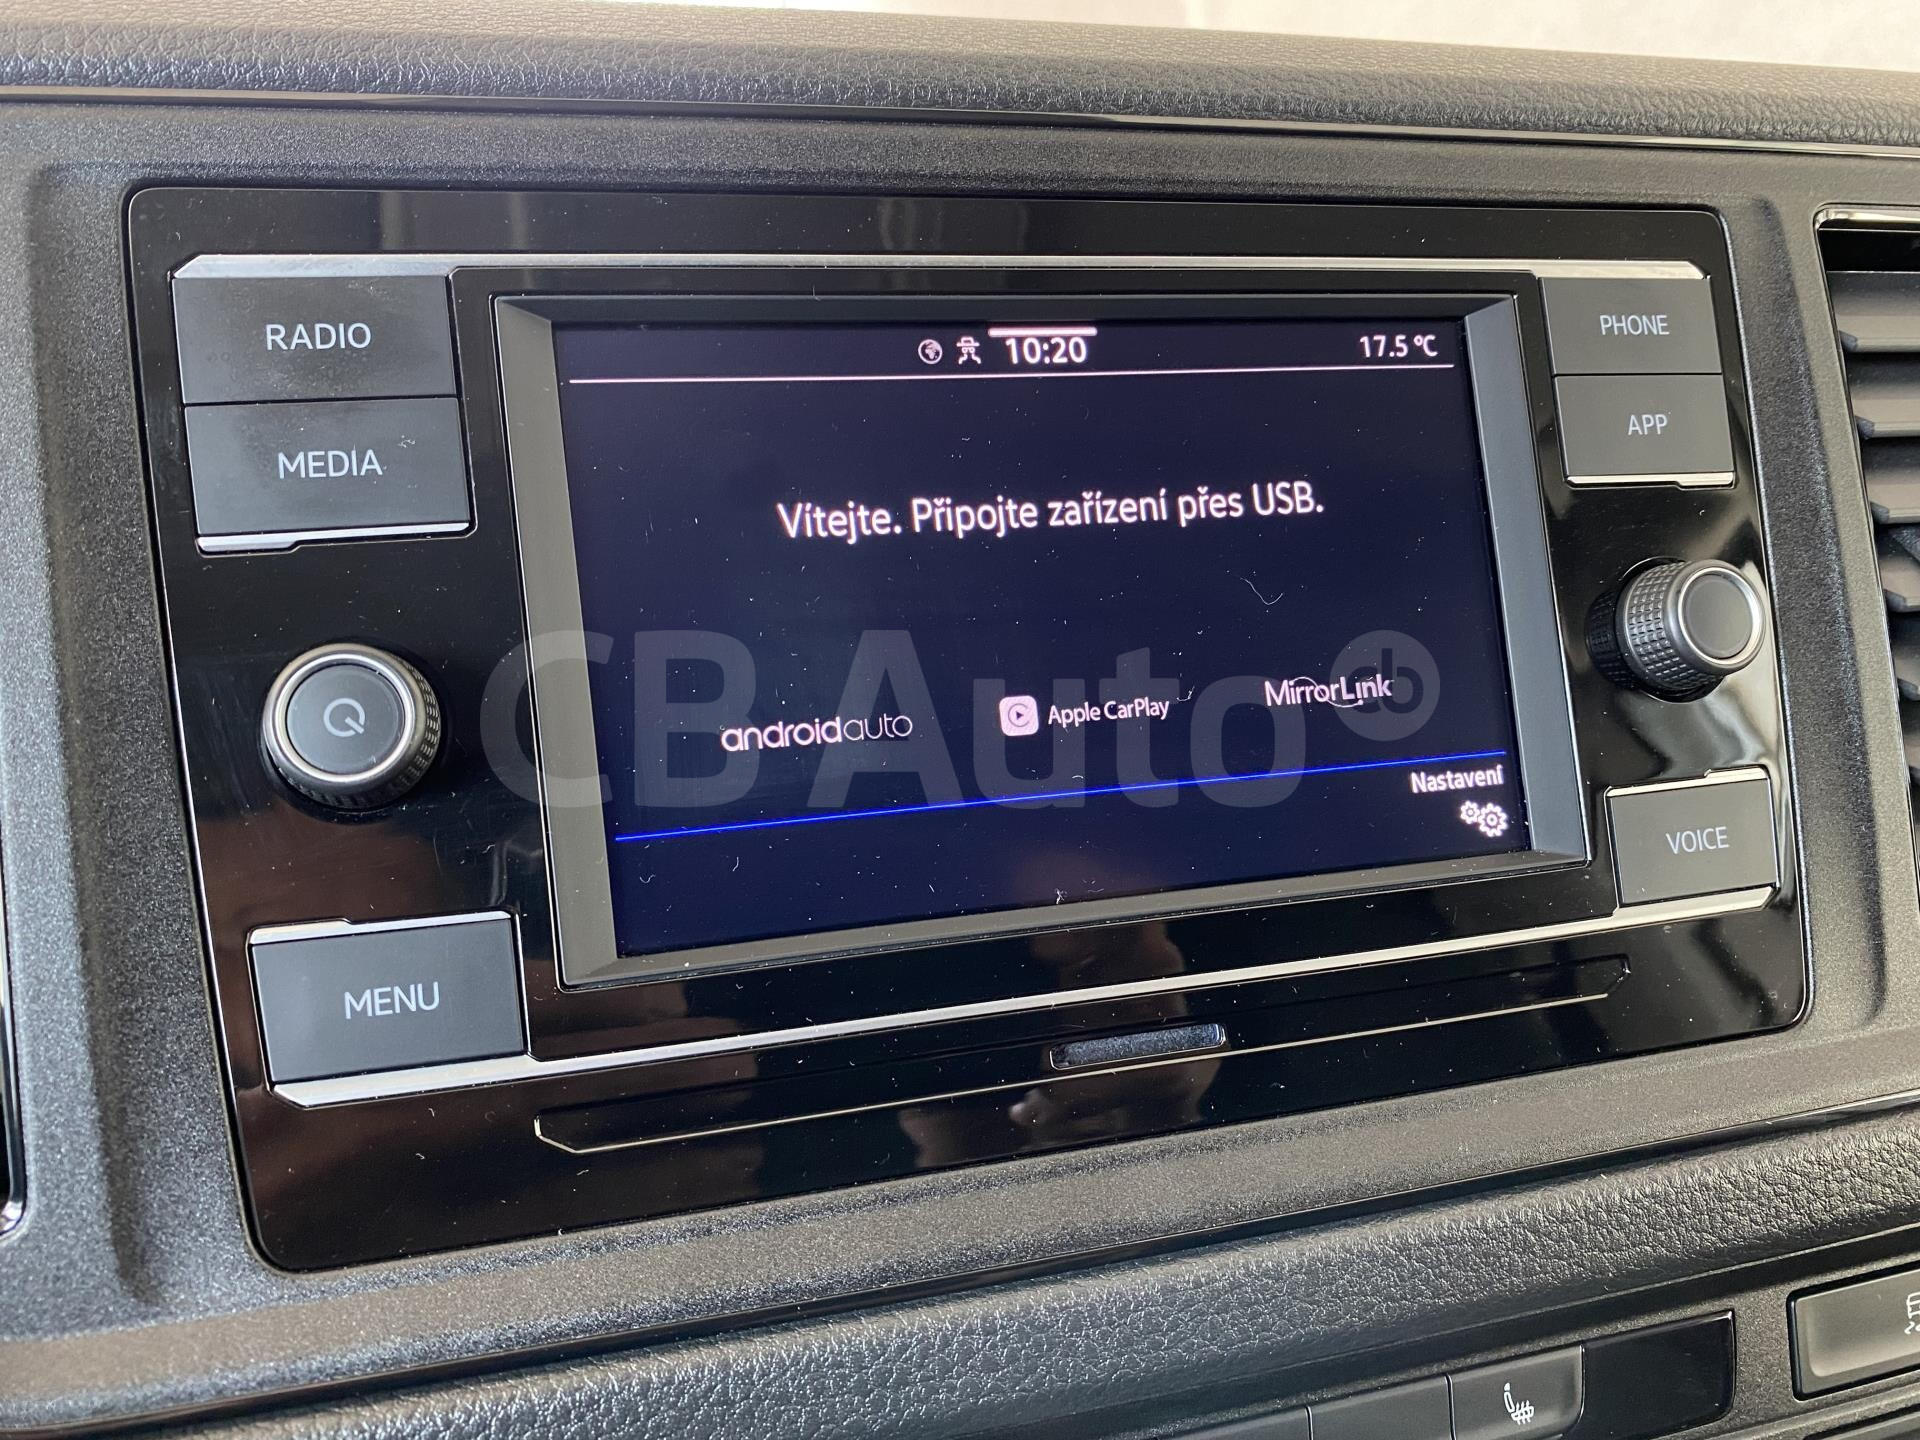 RADIO
MEDIA
MENU
10:20
17.5 °C
Vítejte. Připojte zařízení přes USB.
androidauto
Apple CarPlay
MirrorLink
Nastavení
PHONE
APP
VOICE
CB Auto cb